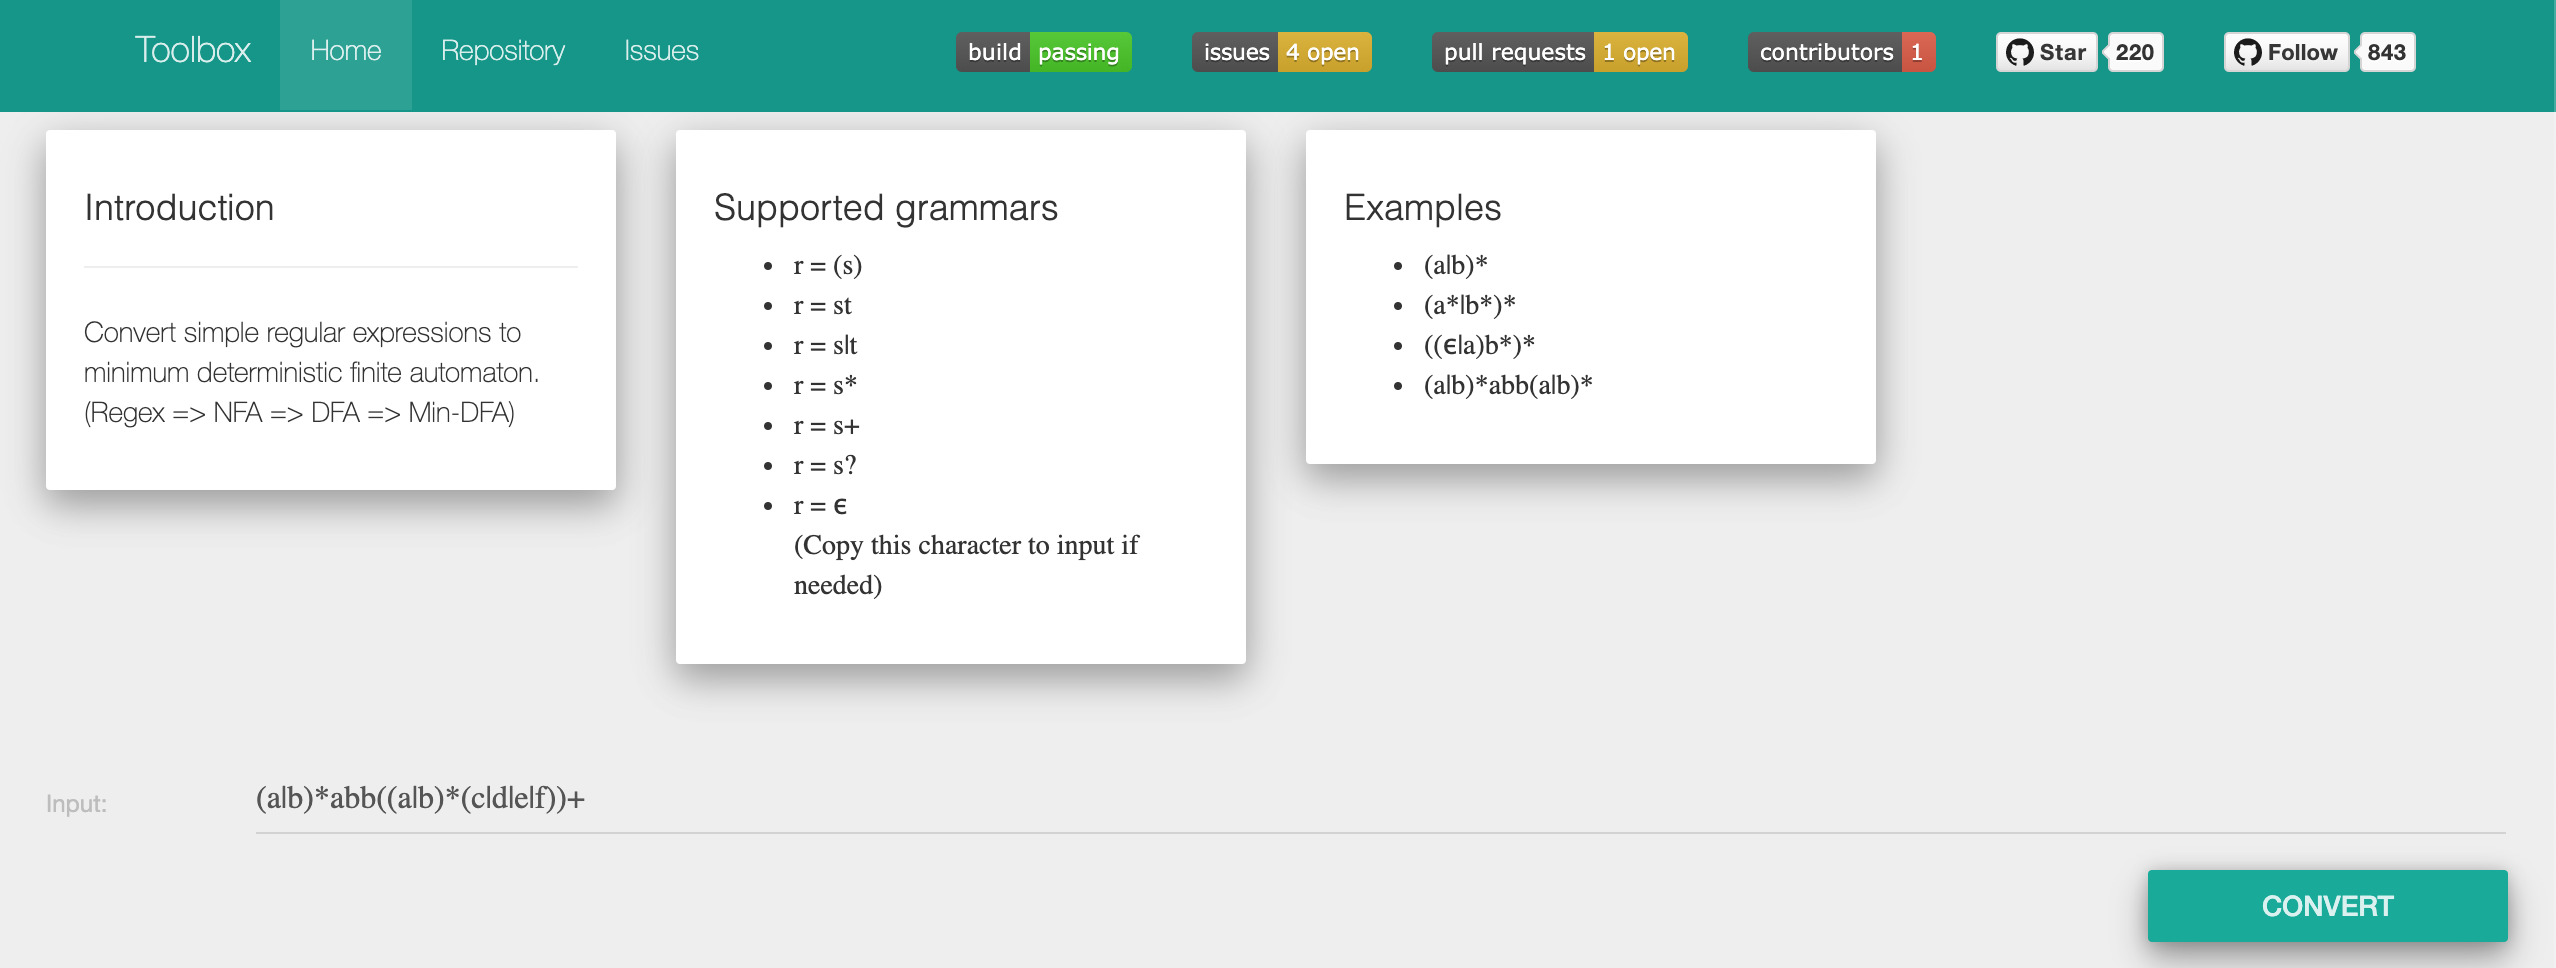 Toolbox Home Repository Issues build passing issues 4 open pull requests 1 open contributors 1 Star 220 Follow 843
Introduction
Convert simple regular expressions to
minimum deterministic finite automaton.
(Regex => NFA => DFA => Min-DFA)
Supported grammars
• r = (s)
• r = st
• r = s|t
• r = s*
• r = s+
• r = s?
• r = ϵ
(Copy this character to input if
needed)
Examples
• (a|b)*
• (a*|b*)*
• ((ϵ|a)b*)*
• (a|b)*abb(a|b)*
Input: (a|b)*abb((a|b)*(c|d|e|f))+
CONVERT